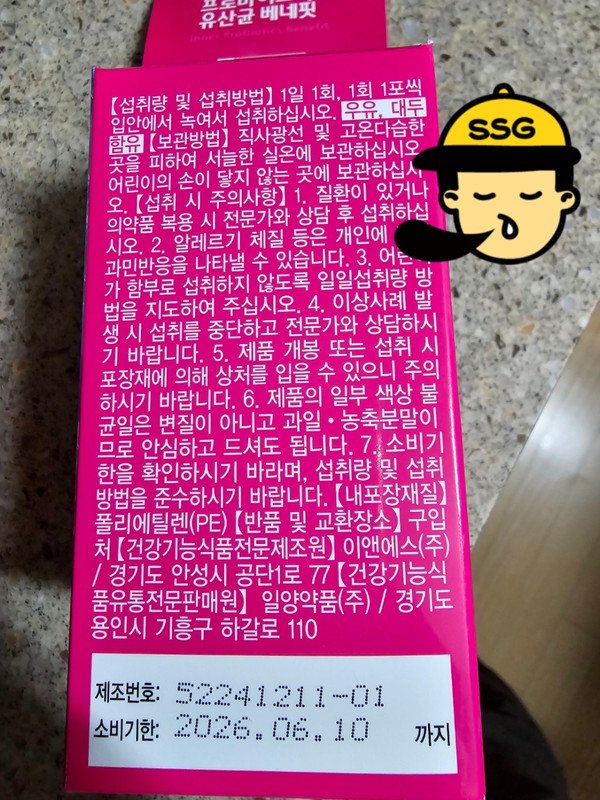 유산균 베네핏
SSG
【섭취량 및 섭취방법】 1일 1회, 1회 1포씩
입안에서 녹여서 섭취하십시오. 우유, 대두
함유 【보관방법】 직사광선 및 고온다습한
곳을 피하여 서늘한 실온에 보관하십시오.
어린이의 손이 닿지 않는 곳에 보관하십시
오. 【섭취 시 주의사항】 1. 질환이 있거나
의약품 복용 시 전문가와 상담 후 섭취하십
시오. 2. 알레르기 체질 등은 개인에
과민반응을 나타낼 수 있습니다. 3.
가 함부로 섭취하지 않도록 일일섭취량 방
법을 지도하여 주십시오. 4. 이상사례 발
생 시 섭취를 중단하고 전문가와 상담하시
기 바랍니다. 5. 제품 개봉 또는 섭취 시
포장재에 의해 상처를 입을 수 있으니 주의
하시기 바랍니다. 6. 제품의 일부 색상 불
균일은 변질이 아니고 과일・농축분말이
므로 안심하고 드셔도 됩니다. 7. 소비기
한을 확인하시기 바라며, 섭취량 및 섭취
방법을 준수하시기 바랍니다. 【내포장재질】
폴리에틸렌(PE) 【반품 및 교환장소】 구입
처 【건강기능식품전문제조원】 이앤에스(주)
/ 경기도 안성시 공단1로 77 【건강기능식
품유통전문판매원】 일양약품(주) / 경기도
용인시 기흥구 하갈로 110
제조번호: 52241211-01
소비기한: 2026.06.10 까지